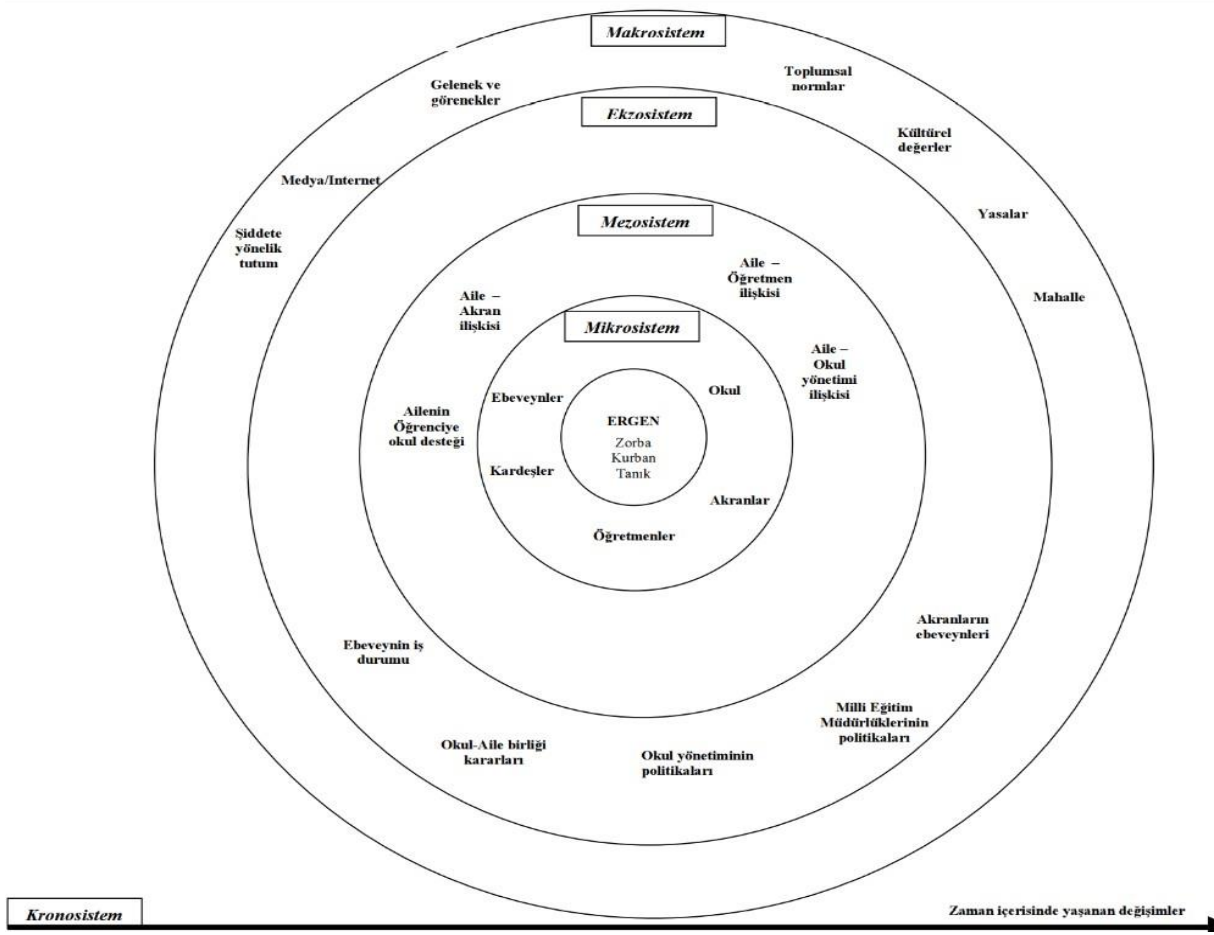 Makrosistem
Gelenek ve
görenekler
Toplumsal
normlar
Ekzosistem
Kültürel
değerler
Medya/Internet
Şiddete
yönelik
tutum
Yasalar
Mahalle
Mezosistem
Aile –
Öğretmen
ilişkisi
Aile –
Akran
ilişkisi
Mikrosistem
Aile –
Okul
yönetimi
ilişkisi
Ailenin
Öğrenciye
okul desteği
Ebeveynler
Okul
ERGEN
Zorba
Kurban
Tanık
Kardeşler
Akranlar
Öğretmenler
Ebeveynin iş
durumu
Akranların
ebeveynleri
Okul-Aile birliği
kararları
Okul yönetiminin
politikaları
Milli Eğitim
Müdürlüklerinin
politikaları
Kronosistem
Zaman içerisinde yaşanan değişimler